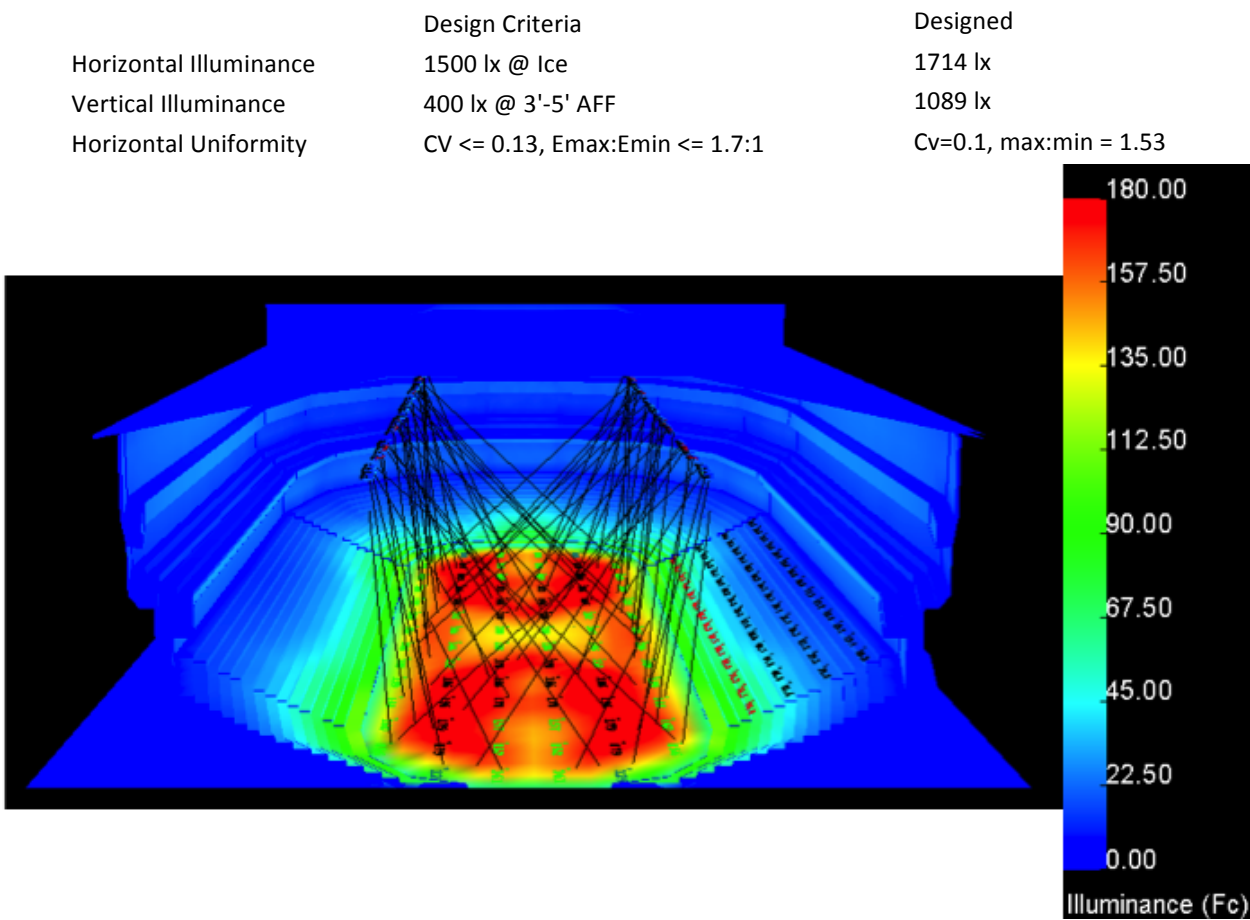 Design Criteria Designed
Horizontal Illuminance 1500 lx @ Ice 1714 lx
Vertical Illuminance 400 lx @ 3'-5' AFF 1089 lx
Horizontal Uniformity CV <= 0.13, Emax:Emin <= 1.7:1 Cv=0.1, max:min = 1.53
180.00
157.50
135.00
112.50
90.00
67.50
45.00
22.50
0.00
Illuminance (Fc)